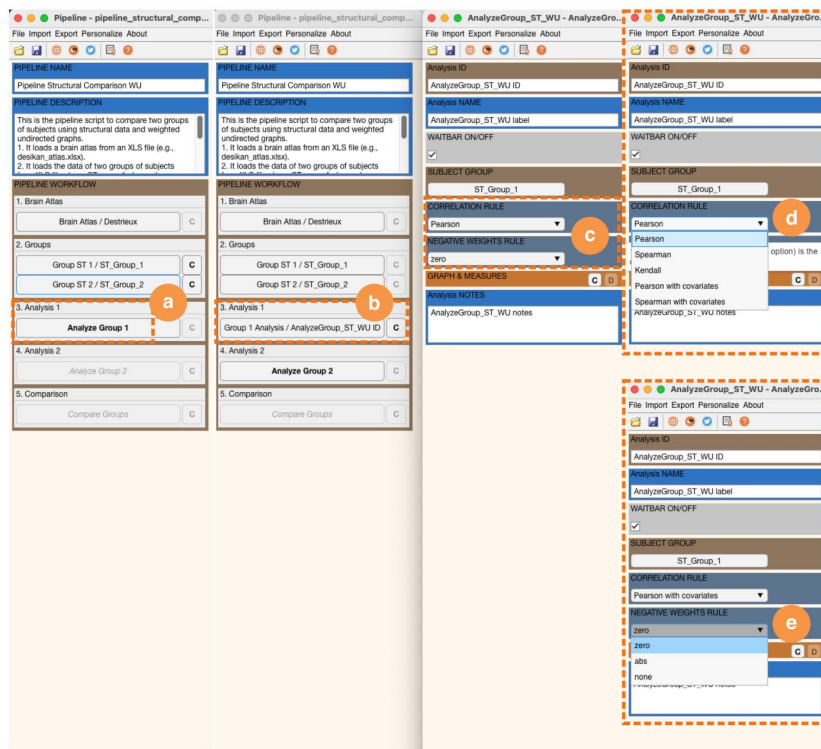 Pipeline - pipeline_structural_comp...
File Import Export Personalize About
PIPELINE NAME
Pipeline Structural Comparison WU
PIPELINE DESCRIPTION
This is the pipeline script to compare two groups
of subjects using structural data and weighted
undirected graphs.
1. It loads a brain atlas from an XLS file (e.g.,
desikan_atlas.xlsx).
2. It loads the data of two groups of subjects
PIPELINE WORKFLOW
1. Brain Atlas
Brain Atlas / Destrieux C
2. Groups
Group ST 1 / ST_Group_1 C
Group ST 2 / ST_Group_2 C
a
3. Analysis 1
Analyze Group 1 C
4. Analysis 2
Analyze Group 2 C
5. Comparison
Compare Groups C
Pipeline - pipeline_structural_comp...
File Import Export Personalize About
PIPELINE NAME
Pipeline Structural Comparison WU
PIPELINE DESCRIPTION
This is the pipeline script to compare two groups
of subjects using structural data and weighted
undirected graphs.
1. It loads a brain atlas from an XLS file (e.g.,
desikan_atlas.xlsx).
2. It loads the data of two groups of subjects
PIPELINE WORKFLOW
1. Brain Atlas
Brain Atlas / Destrieux C
2. Groups
Group ST 1 / ST_Group_1 C
Group ST 2 / ST_Group_2 C
b
3. Analysis 1
Group 1 Analysis / AnalyzeGroup_ST_WU ID C
4. Analysis 2
Analyze Group 2 C
5. Comparison
Compare Groups C
AnalyzeGroup_ST_WU - AnalyzeGro...
File Import Export Personalize About
Analysis ID
AnalyzeGroup_ST_WU ID
Analysis NAME
AnalyzeGroup_ST_WU label
WAITBAR ON/OFF
SUBJECT GROUP
ST_Group_1
CORRELATION RULE
Pearson
c
NEGATIVE WEIGHTS RULE
zero
GRAPH & MEASURES C D
Analysis NOTES
AnalyzeGroup_ST_WU notes
AnalyzeGroup_ST_WU - AnalyzeGro...
File Import Export Personalize About
Analysis ID
AnalyzeGroup_ST_WU ID
Analysis NAME
AnalyzeGroup_ST_WU label
WAITBAR ON/OFF
SUBJECT GROUP
ST_Group_1
CORRELATION RULE
Pearson
d
Pearson
Spearman option) is the
Kendall
Pearson with covariates C D
Spearman with covariates
AnalyzeGroup_ST_WU notes
AnalyzeGroup_ST_WU - AnalyzeGro...
File Import Export Personalize About
Analysis ID
AnalyzeGroup_ST_WU ID
Analysis NAME
AnalyzeGroup_ST_WU label
WAITBAR ON/OFF
SUBJECT GROUP
ST_Group_1
CORRELATION RULE
Pearson with covariates
NEGATIVE WEIGHTS RULE
zero
e
zero C D
abs
none